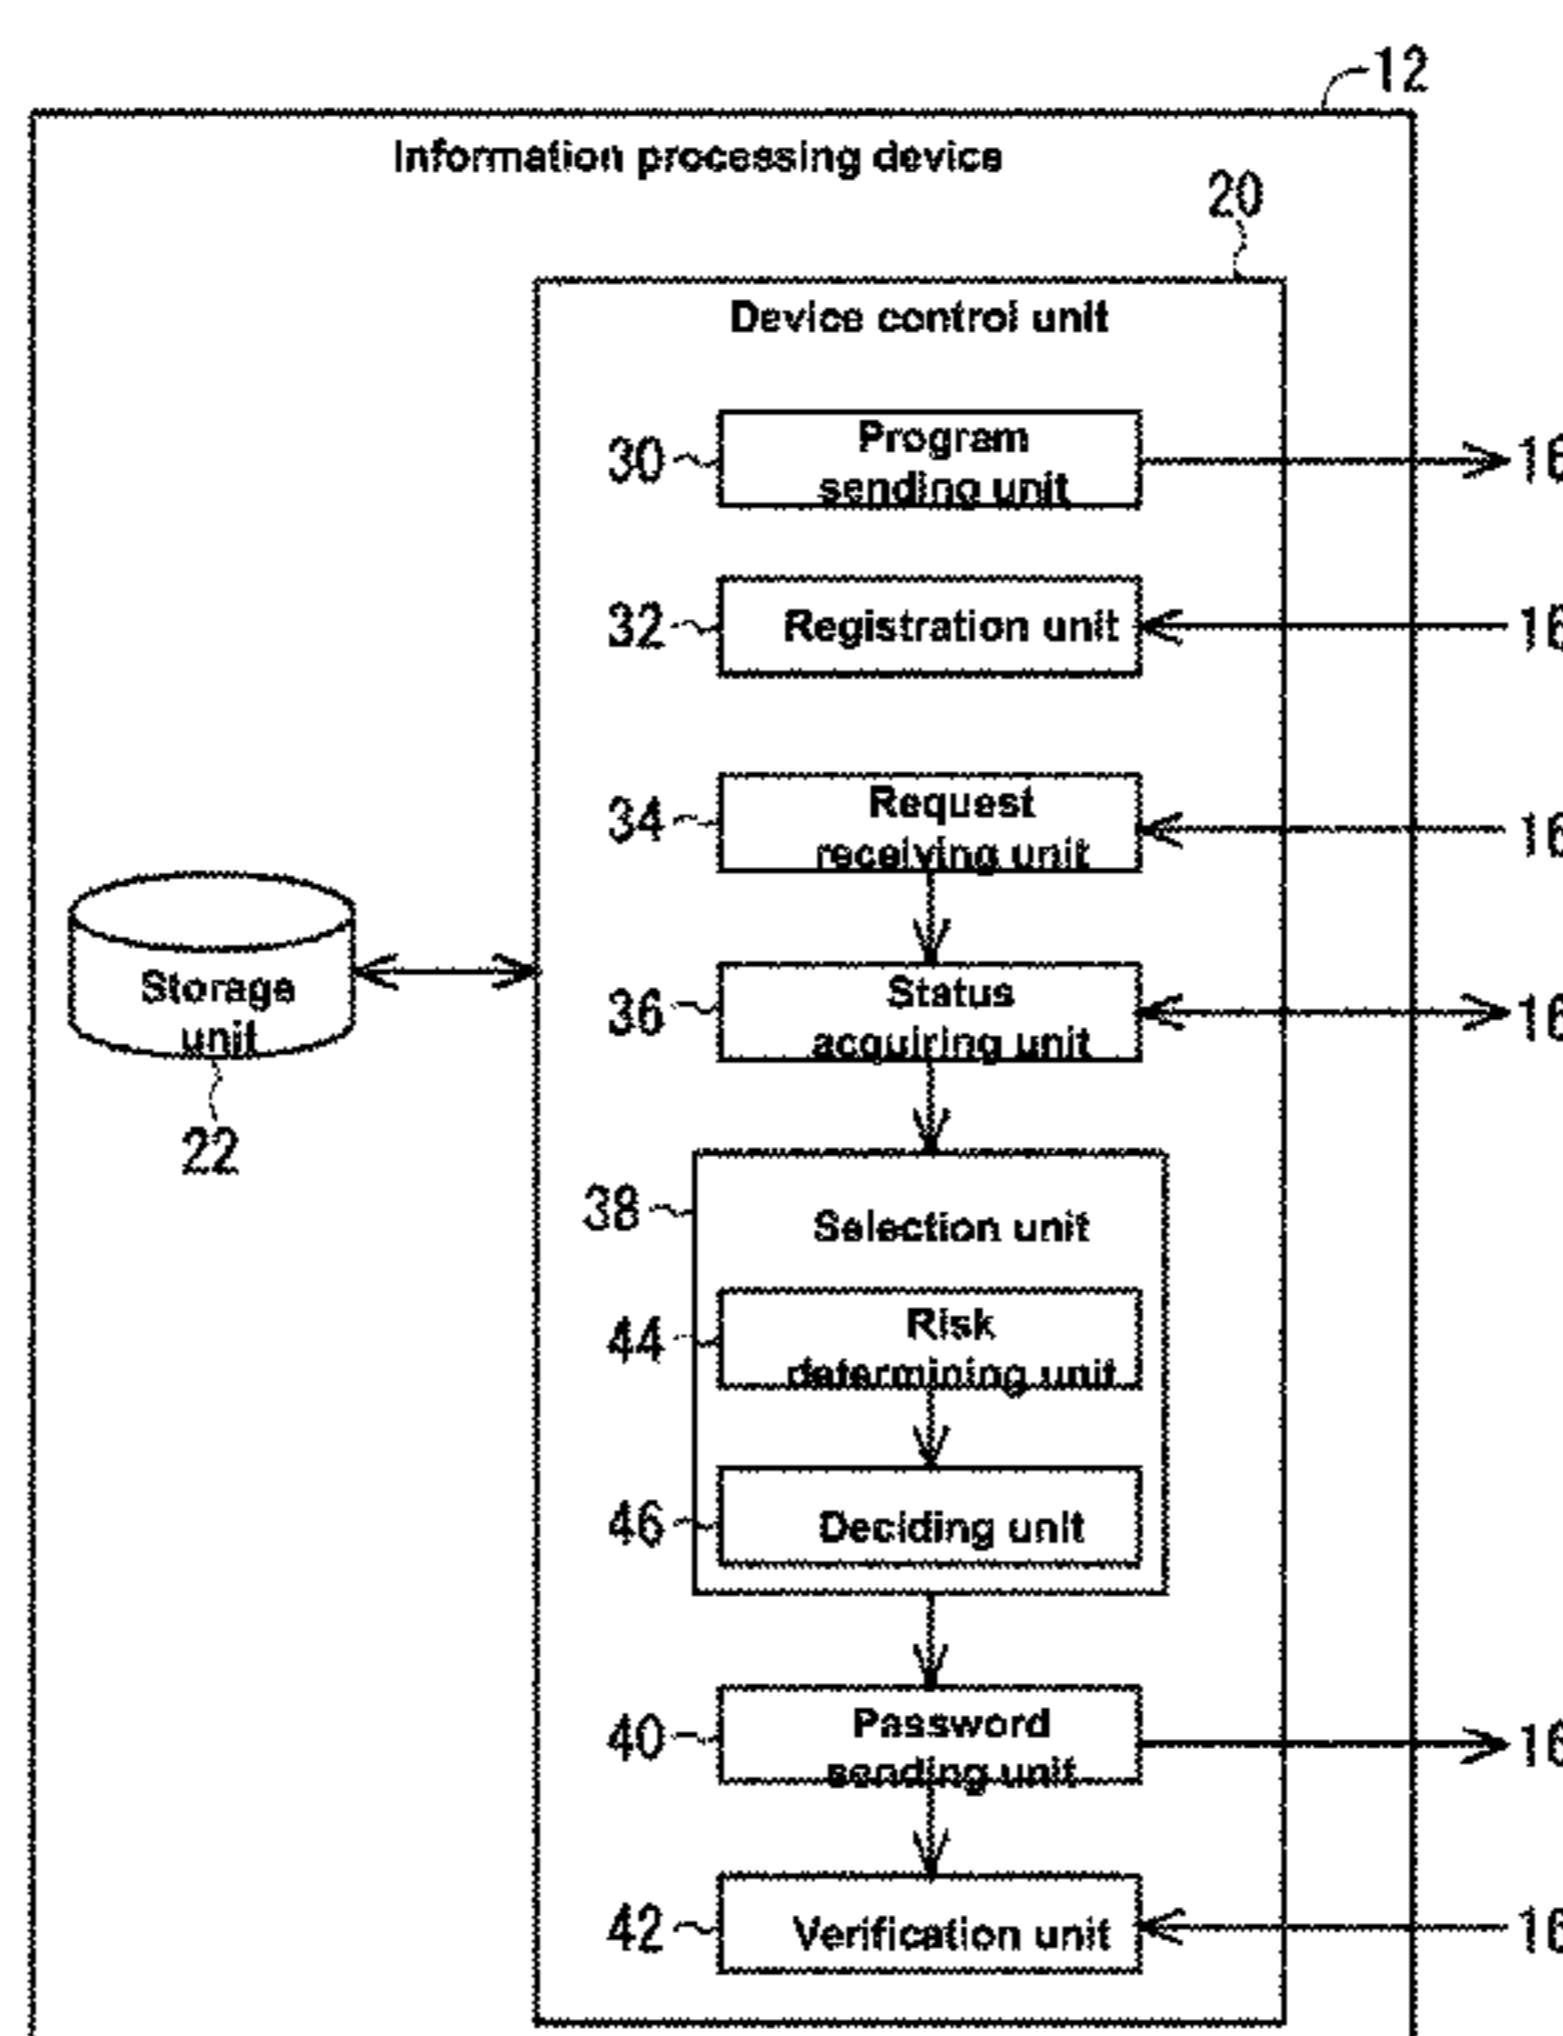 12
Information processing device
20
Device control unit
30
Program
sending unit
16
32
Registration unit
16
34
Request
receiving unit
16
Storage
unit
22
36
Status
acquiring unit
16
38
Selection unit
44
Risk
determining unit
46
Deciding unit
40
Password
sending unit
16
42
Verification unit
16